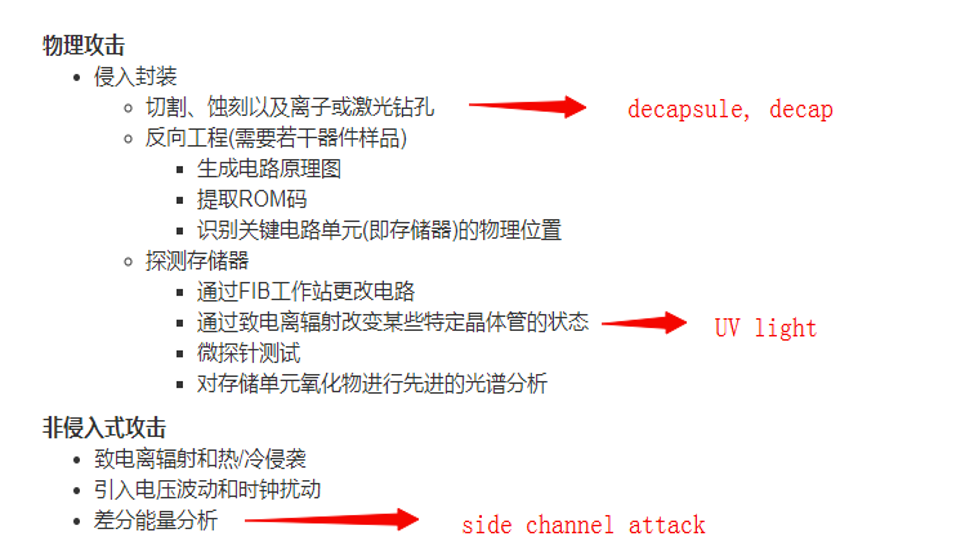 物理攻击
侵入封装
切割、蚀刻以及离子或激光钻孔 decapsule, decap
反向工程(需要若干器件样品)
生成电路原理图
提取ROM码
识别关键电路单元(即存储器)的物理位置
探测存储器
通过FIB工作站更改电路
通过致电离辐射改变某些特定晶体管的状态 UV light
微探针测试
对存储单元氧化物进行先进的光谱分析
非侵入式攻击
致电离辐射和热/冷侵袭
引入电压波动和时钟扰动
差分能量分析 side channel attack